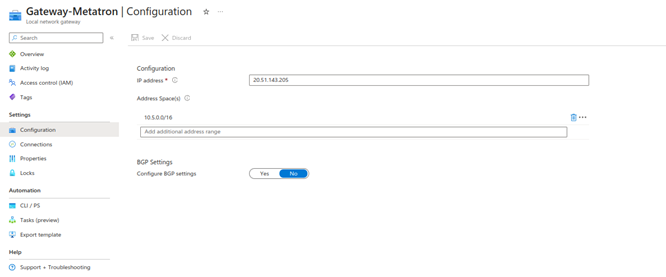 Gateway-Metatron | Configuration ☆ ...
Local network gateway
Search «
Save Discard
Overview
Activity log
Access control (IAM)
Tags
Settings
Configuration
Connections
Properties
Locks
Automation
CLI / PS
Tasks (preview)
Export template
Help
Support + Troubleshooting
Configuration
IP address *
20.51.143.205
Address Space(s)
10.5.0.0/16
Add additional address range
BGP Settings
Configure BGP settings Yes No